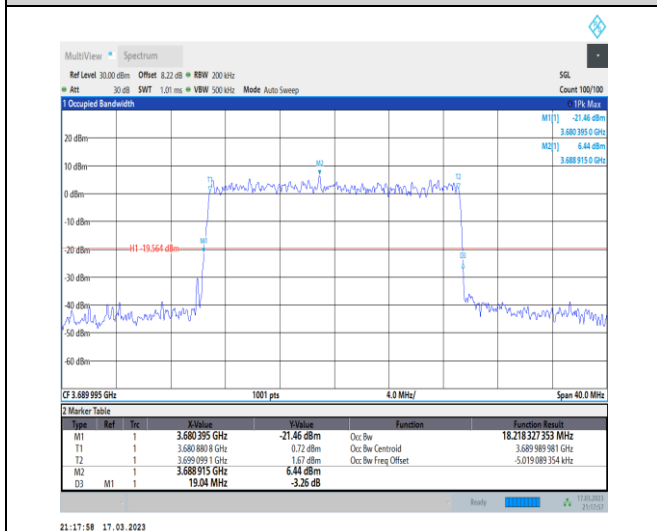 MultiView Spectrum
Ref Level 30.00 dBm Offset 8.22 dB RBW 200 kHz SGL
Att 30 dB SWT 1.01 ms VBW 500 kHz Mode Auto Sweep Count 100/100
1 Occupied Bandwidth 1Pk Max
M1[1] -21.46 dBm
3.680 395 0 GHz
M2[1] 6.44 dBm
3.688 915 0 GHz
20 dBm
10 dBm
M2
T1
T2
0 dBm
-10 dBm
M1
H1 -19.564 dBm
-20 dBm
D3
-30 dBm
-40 dBm
-50 dBm
-60 dBm
CF 3.689 995 GHz 1001 pts 4.0 MHz/ Span 40.0 MHz
2 Marker Table
Type Ref Trc X-Value Y-Value Function Function Result
M1 1 3.680 395 GHz -21.46 dBm Occ Bw 18.218 327 353 MHz
T1 1 3.680 880 8 GHz 0.72 dBm Occ Bw Centroid 3.689 989 981 GHz
T2 1 3.699 099 1 GHz 1.67 dBm Occ Bw Freq Offset -5.019 089 354 kHz
M2 1 3.688 915 GHz 6.44 dBm
D3 M1 1 19.04 MHz -3.26 dB
Ready 17.03.2023
21:17:57
21:17:58 17.03.2023